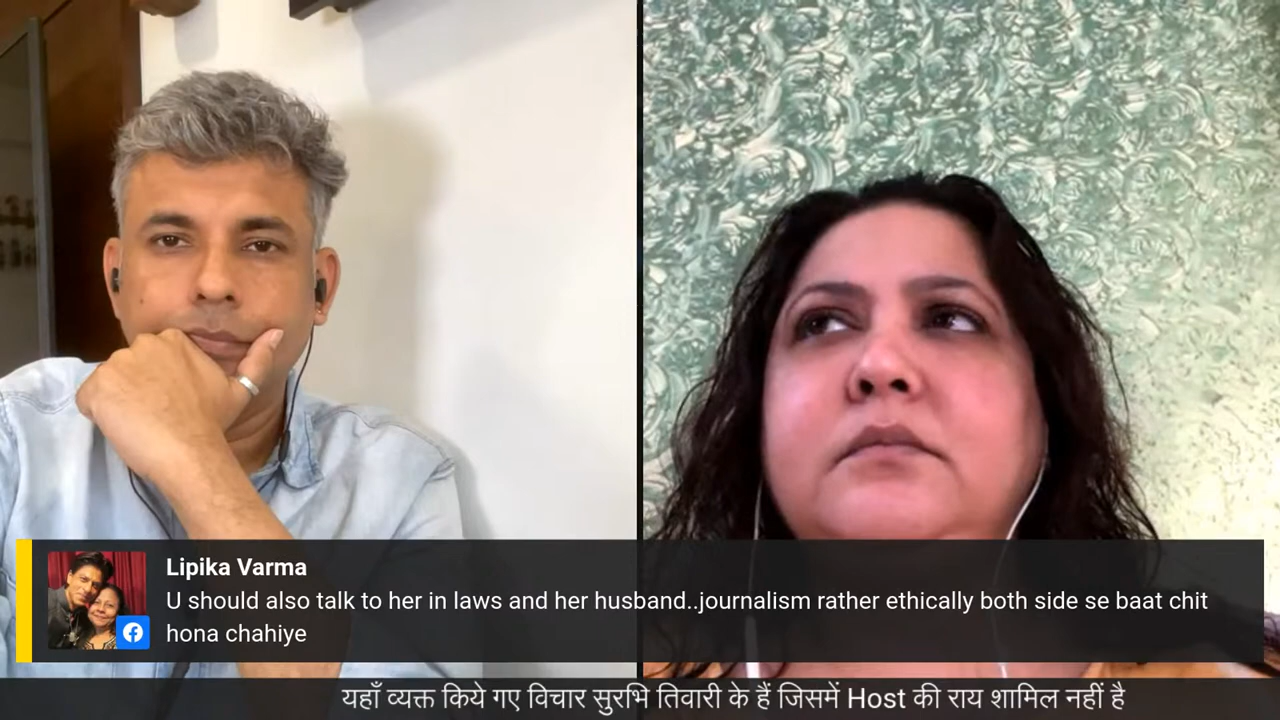 Lipika Varma
U should also talk to her in laws and her husband..journalism rather ethically both side se baat chit
hona chahiye
यहाँ व्यक्त किये गए विचार सुरभि तिवारी के हैं जिसमें Host की राय शामिल नहीं है